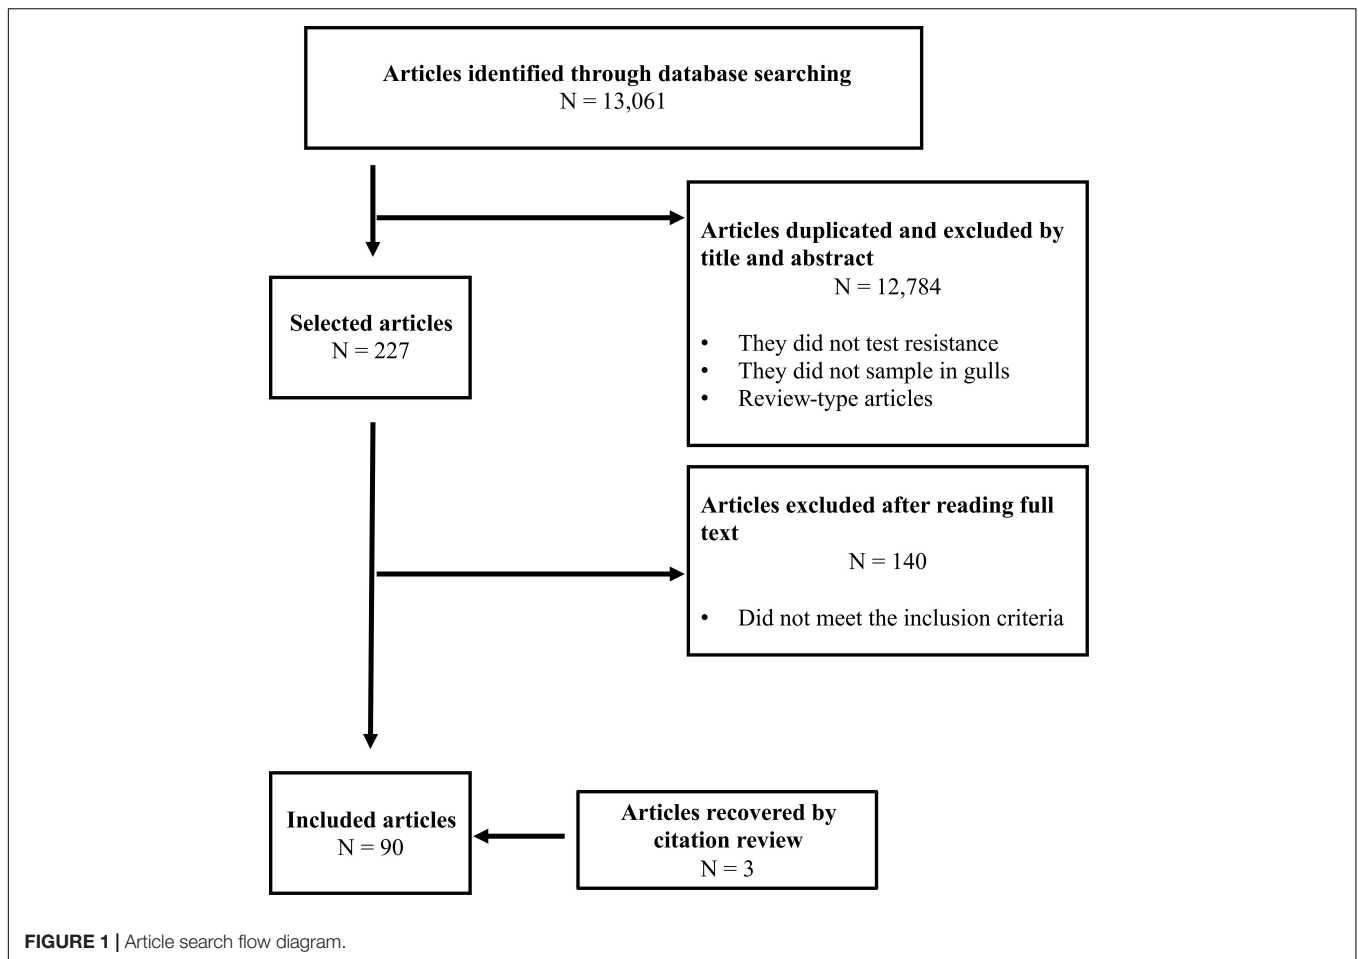 Articles identified through database searching
N = 13,061
Articles duplicated and excluded by
title and abstract
N = 12,784
• They did not test resistance
• They did not sample in gulls
• Review-type articles
Selected articles
N = 227
Articles excluded after reading full
text
N = 140
• Did not meet the inclusion criteria
Included articles
N = 90
Articles recovered by
citation review
N = 3
FIGURE 1 | Article search flow diagram.